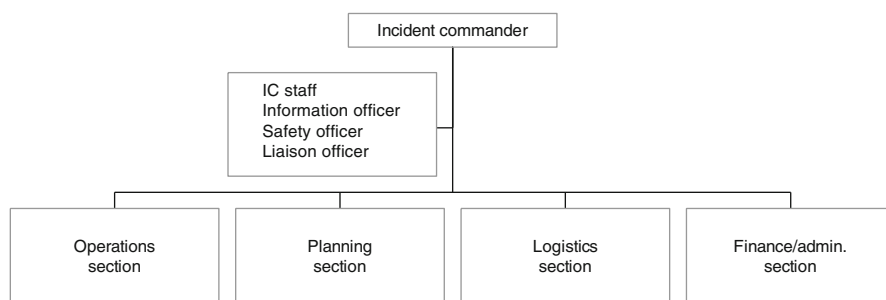 Incident commander
IC staff
Information officer
Safety officer
Liaison officer
Operations
section
Planning
section
Logistics
section
Finance/admin.
section